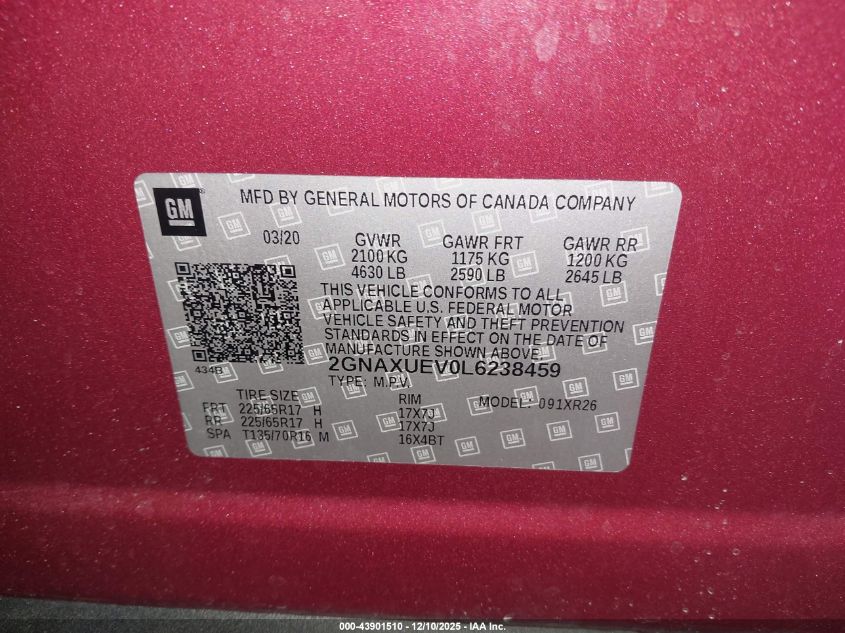 GM
MFD BY GENERAL MOTORS OF CANADA COMPANY
03/20 GVWR GAWR FRT GAWR RR
2100 KG 1175 KG 1200 KG
4630 LB 2590 LB 2645 LB
THIS VEHICLE CONFORMS TO ALL
APPLICABLE U.S. FEDERAL MOTOR
VEHICLE SAFETY AND THEFT PREVENTION
STANDARDS IN EFFECT ON THE DATE OF
MANUFACTURE SHOWN ABOVE.
434B 2GNAXUEV0L6238459
TYPE: M.P.V.
TIRE SIZE RIM MODEL: 091XR26
FRT 225/65R17 H 17X7J
RR 225/65R17 H 17X7J
SPA T135/70R16 M 16X4BT
000-43901510 - 12/10/2025 - IAA Inc.